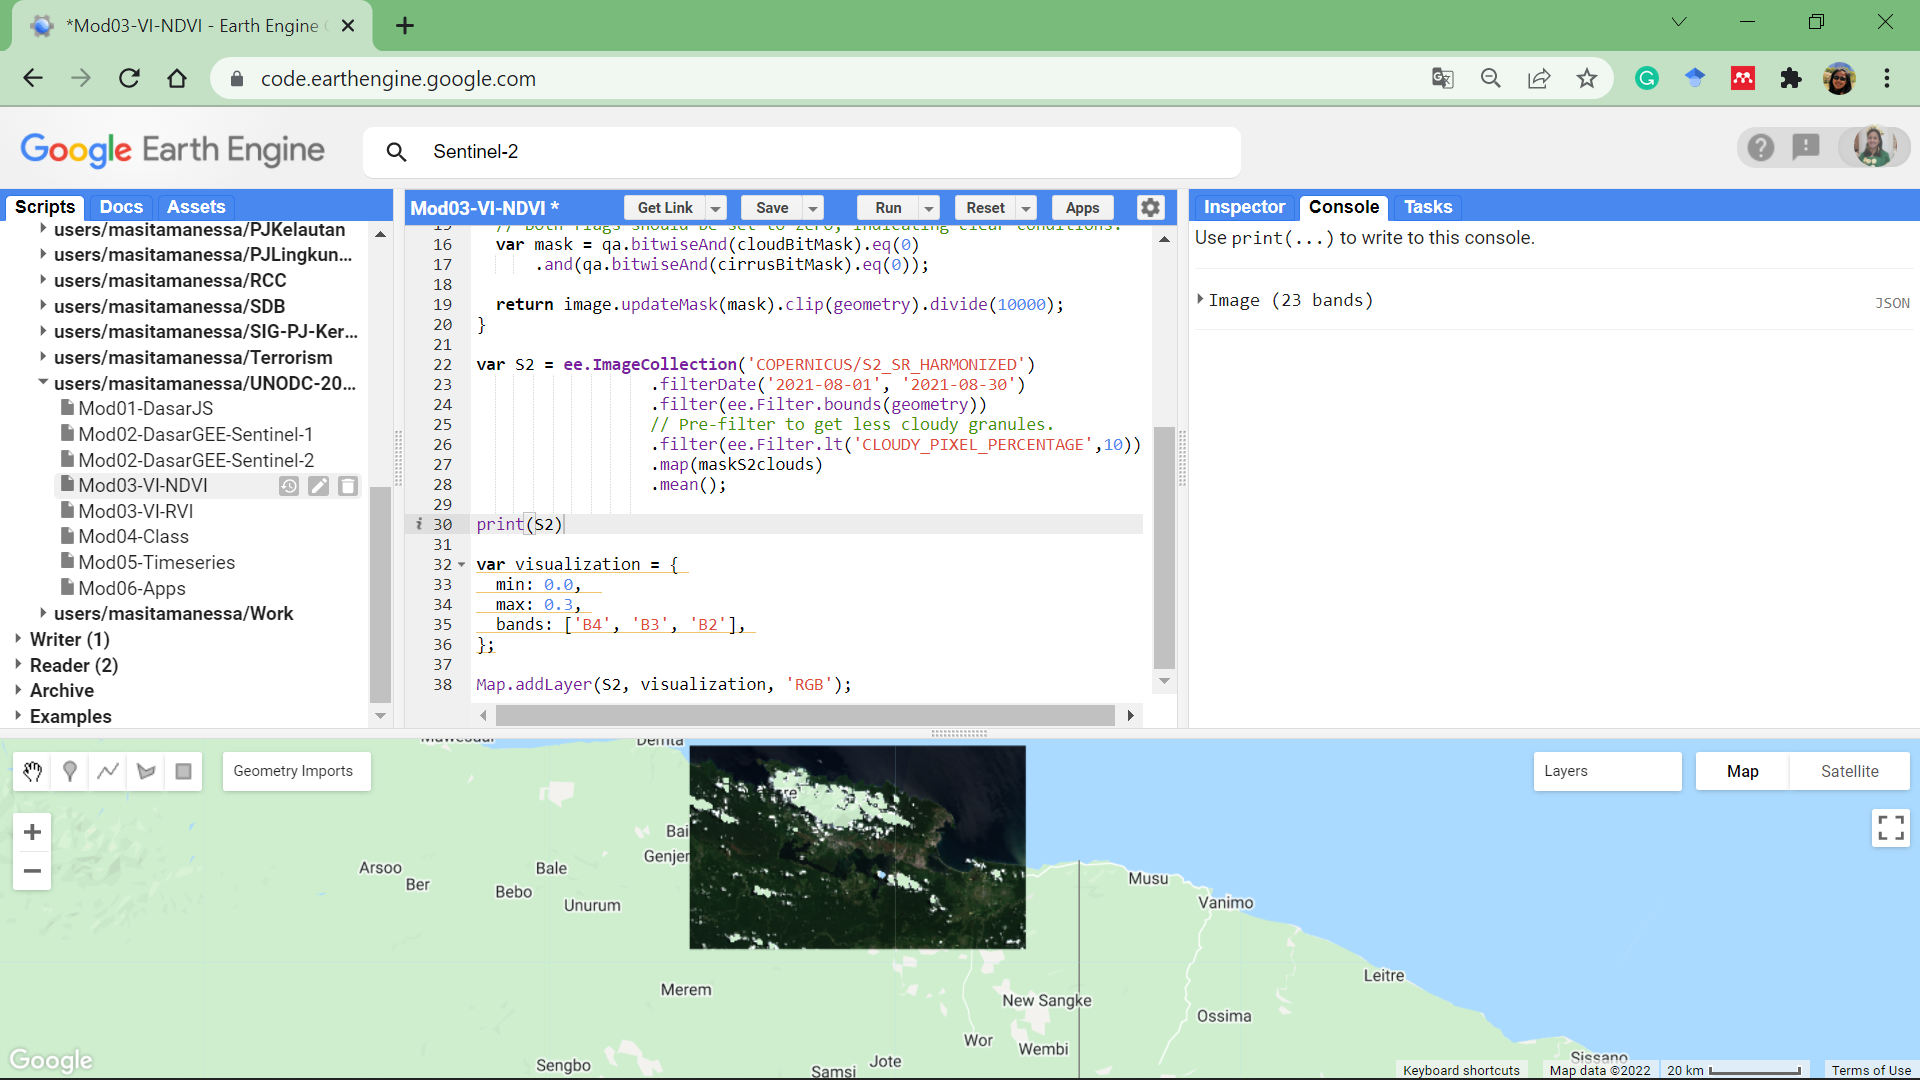 *Mod03-VI-NDVI - Earth Engine
code.earthengine.google.com
Google Earth Engine
Sentinel-2
Scripts Docs Assets
users/masitamanessa/PJKelautan
users/masitamanessa/PJLingkun...
users/masitamanessa/RCC
users/masitamanessa/SDB
users/masitamanessa/SIG-PJ-Ker...
users/masitamanessa/Terrorism
users/masitamanessa/UNODC-20...
Mod01-DasarJS
Mod02-DasarGEE-Sentinel-1
Mod02-DasarGEE-Sentinel-2
Mod03-VI-NDVI
Mod03-VI-RVI
Mod04-Class
Mod05-Timeseries
Mod06-Apps
users/masitamanessa/Work
Writer (1)
Reader (2)
Archive
Examples
Mod03-VI-NDVI * Get Link Save Run Reset Apps
15 // Both flags should be set to zero, indicating clear conditions.
16 var mask = qa.bitwiseAnd(cloudBitMask).eq(0)
17 .and(qa.bitwiseAnd(cirrusBitMask).eq(0));
18
19 return image.updateMask(mask).clip(geometry).divide(10000);
20 }
21
22 var S2 = ee.ImageCollection('COPERNICUS/S2_SR_HARMONIZED')
23 .filterDate('2021-08-01', '2021-08-30')
24 .filter(ee.Filter.bounds(geometry))
25 // Pre-filter to get less cloudy granules.
26 .filter(ee.Filter.lt('CLOUDY_PIXEL_PERCENTAGE',10))
27 .map(maskS2clouds)
28 .mean();
29
i 30 print(S2)
31
32 var visualization = {
33 min: 0.0,
34 max: 0.3,
35 bands: ['B4', 'B3', 'B2'],
36 };
37
38 Map.addLayer(S2, visualization, 'RGB');
Inspector Console Tasks
Use print(...) to write to this console.
Image (23 bands) JSON
Geometry Imports
Layers
Map Satellite
Demta
Bai
Genjer
Arsoo
Ber
Bale
Bebo
Unurum
Musu
Vanimo
Leitre
Merem
New Sangke
Ossima
Wor
Wembi
Sissano
Sengbo
Jote
Samsi
Google
Keyboard shortcuts Map data ©2022 20 km Terms of Use